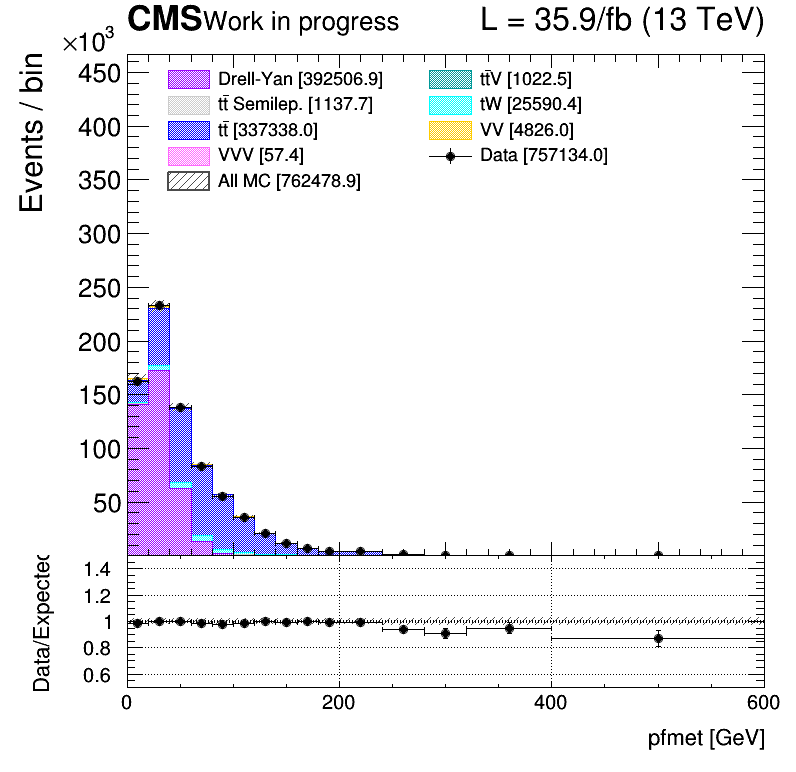 CMS Work in progress L = 35.9/fb (13 TeV)
×10³
Events / bin
450
400
350
300
250
200
150
100
50
Drell-Yan [392506.9]
tt̄ Semilep. [1137.7]
tt̄ [337338.0]
VVV [57.4]
All MC [762478.9]
tt̄V [1022.5]
tW [25590.4]
VV [4826.0]
Data [757134.0]
Data/Expected
1.4
1.2
1
0.8
0.6
0 200 400 600
pfmet [GeV]